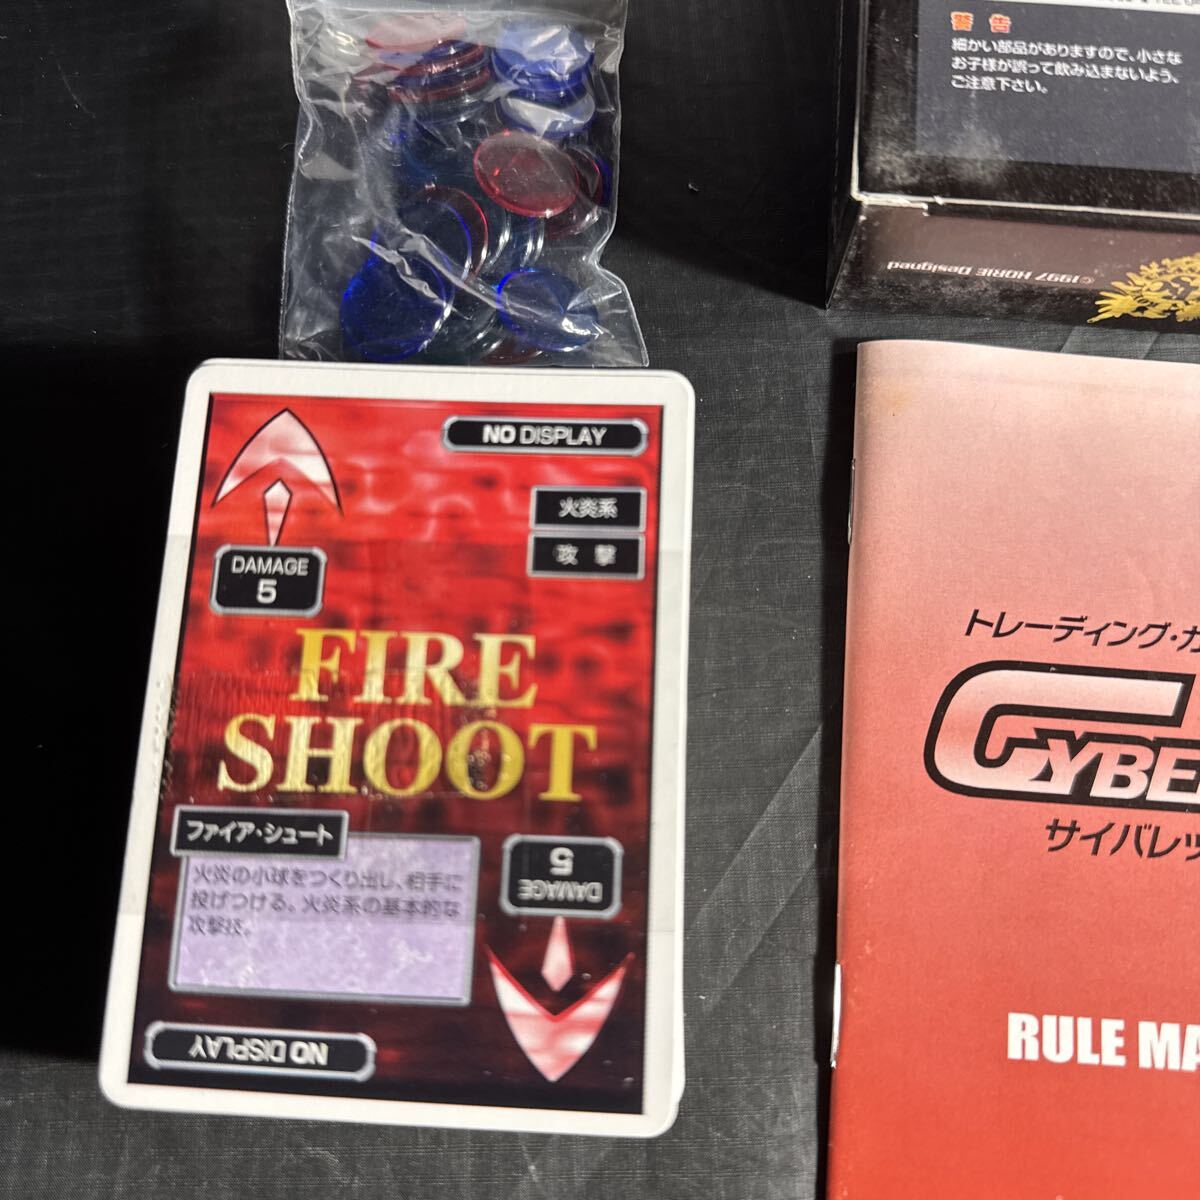 警告
細かい部品がありますので、小さな
お子様が誤って飲み込まないよう、
ご注意下さい。
©1997 HORIE Designed
NO DISPLAY
火炎系
攻撃
DAMAGE
5
FIRE
SHOOT
ファイア・シュート
火炎の小球をつくり出し、相手に
投げつける。火炎系の基本的な
攻撃技。
DAMAGE
5
NO DISPLAY
トレーディング・カ
CYBE
サイバレッ
RULE MA